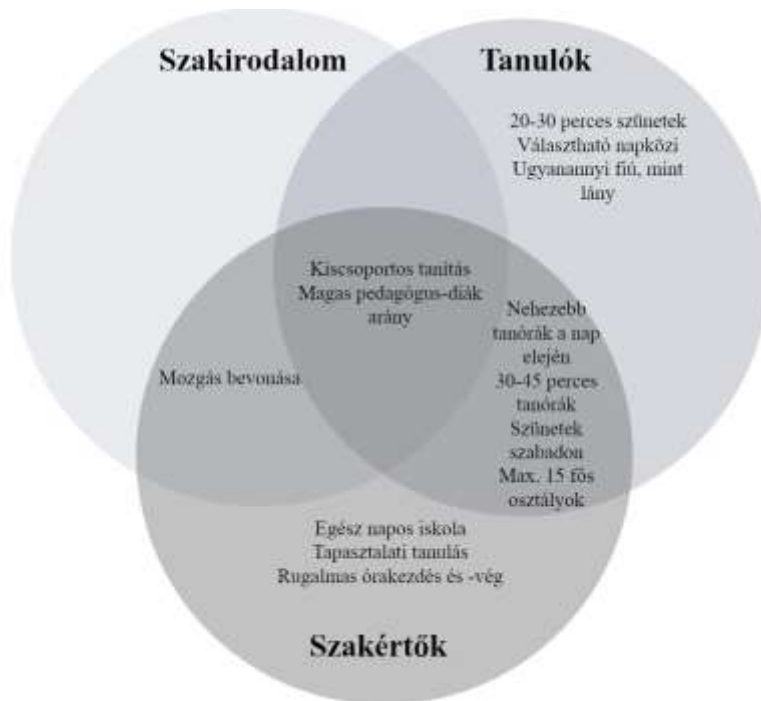 Szakirodalom
Tanulók
20-30 perces szünetek
Választható napközi
Ugyanannyi fiú, mint
lány
Kiscsoportos tanítás
Magas pedagógus-diák
arány
Nehezebb
tanórák a nap
elején
30-45 perces
tanórák
Szünetek
szabadon
Max. 15 fős
osztályok
Mozgás bevonása
Egész napos iskola
Tapasztalati tanulás
Rugalmas órakezdés és -vég
Szakértők